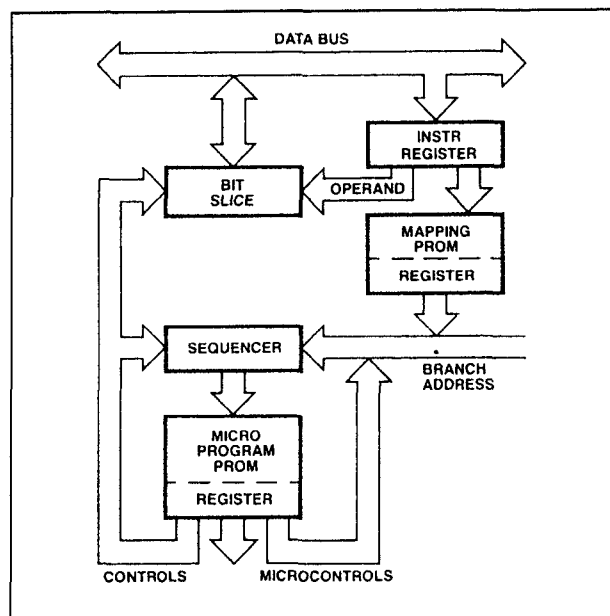 DATA BUS
INSTR
REGISTER
BIT
SLICE
OPERAND
MAPPING
PROM
REGISTER
SEQUENCER
BRANCH
ADDRESS
MICRO
PROGRAM
PROM
REGISTER
CONTROLS
MICROCONTROLS